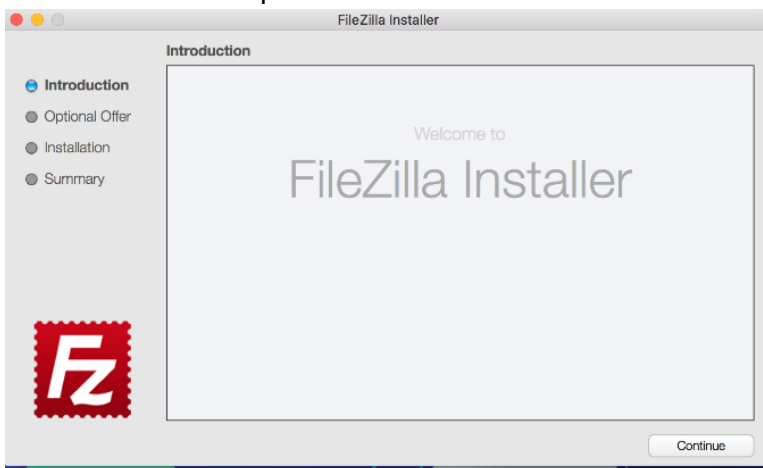 FileZilla Installer
Introduction
Introduction
Optional Offer
Installation
Summary
Welcome to
FileZilla Installer
Fz
Continue